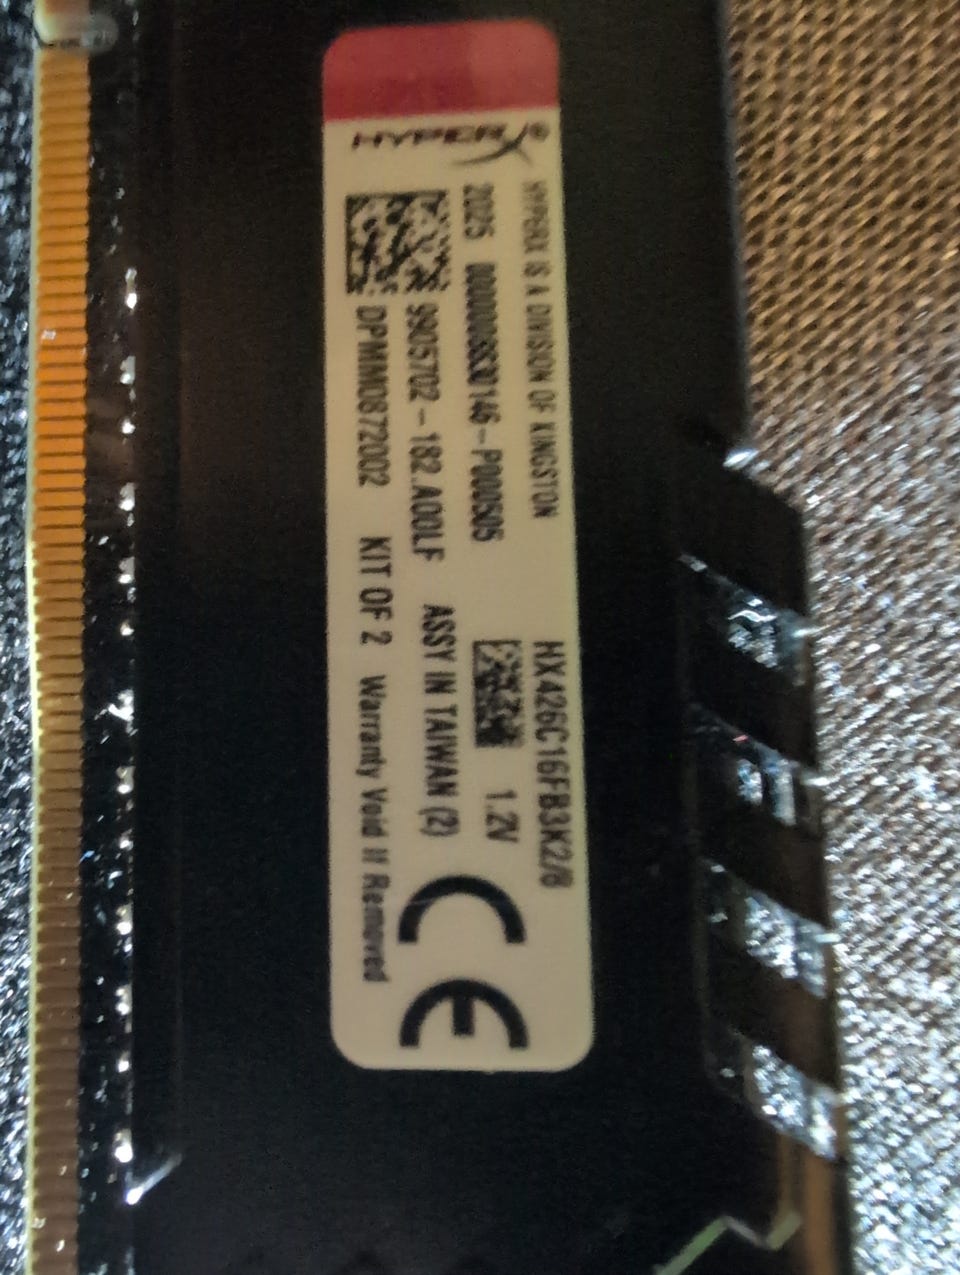 HYPERX®
HYPERX IS A DIVISION OF KINGSTON
HX426C16FB3K2/8
2025 0000008630146-P000505
1.2V
9905702-182.A00LF ASSY IN TAIWAN (2)
DPMM0872002 KIT OF 2 Warranty Void If Removed
CE